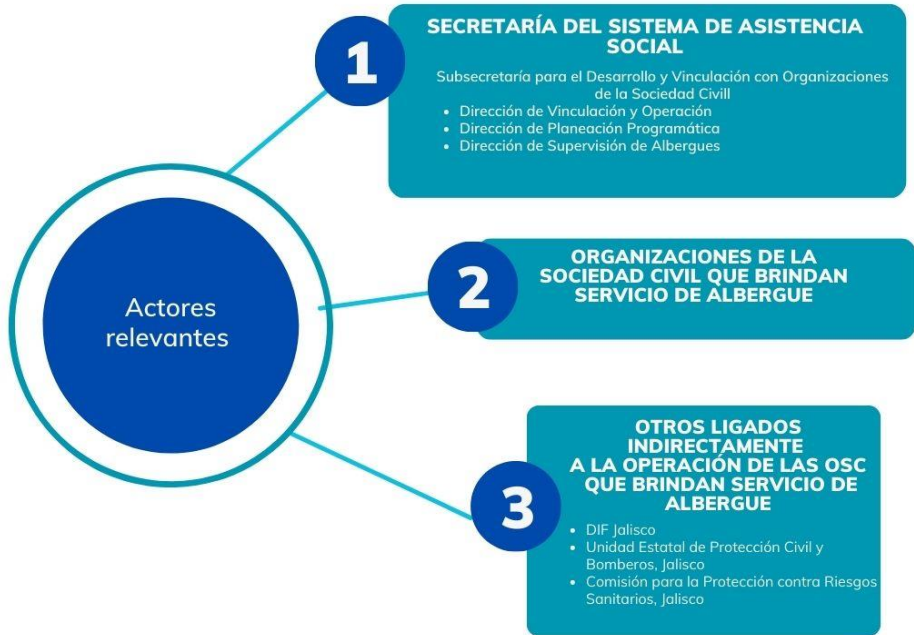 Actores
relevantes
1
SECRETARÍA DEL SISTEMA DE ASISTENCIA
SOCIAL
Subsecretaría para el Desarrollo y Vinculación con Organizaciones
de la Sociedad Civill
• Dirección de Vinculación y Operación
• Dirección de Planeación Programática
• Dirección de Supervisión de Albergues
2
ORGANIZACIONES DE LA
SOCIEDAD CIVIL QUE BRINDAN
SERVICIO DE ALBERGUE
3
OTROS LIGADOS
INDIRECTAMENTE
A LA OPERACIÓN DE LAS OSC
QUE BRINDAN SERVICIO DE
ALBERGUE
• DIF Jalisco
• Unidad Estatal de Protección Civil y
Bomberos, Jalisco
• Comisión para la Protección contra Riesgos
Sanitarios, Jalisco